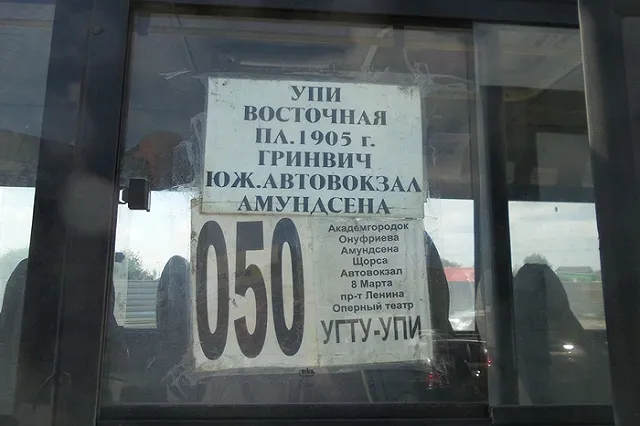 УПИ
ВОСТОЧНАЯ
ПЛ.1905 г.
ГРИНВИЧ
ЮЖ.АВТОВОКЗАЛ
АМУНДСЕНА
050
Академгородок
Онуфриева
Амундсена
Щорса
Автовокзал
8 Марта
пр-т Ленина
Оперный театр
УГТУ-УПИ